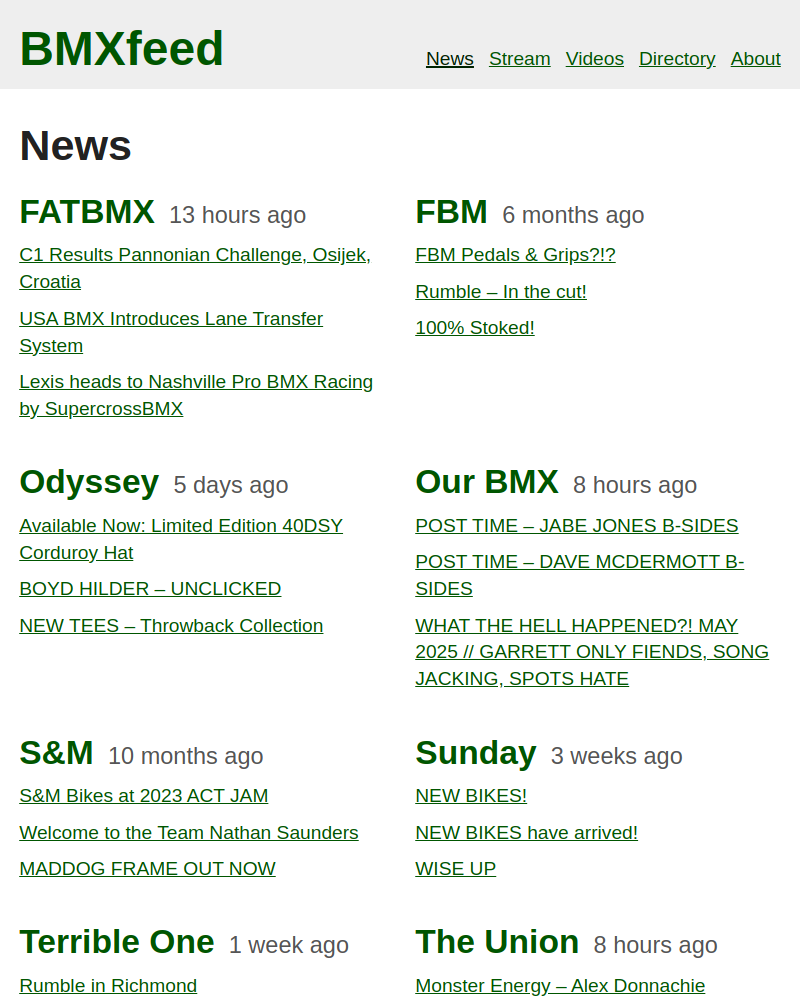 BMXfeed
News Stream Videos Directory About
News
FATBMX 13 hours ago
C1 Results Pannonian Challenge, Osijek,
Croatia
USA BMX Introduces Lane Transfer
System
Lexis heads to Nashville Pro BMX Racing
by SupercrossBMX
FBM 6 months ago
FBM Pedals & Grips?!?
Rumble – In the cut!
100% Stoked!
Odyssey 5 days ago
Available Now: Limited Edition 40DSY
Corduroy Hat
BOYD HILDER – UNCLICKED
NEW TEES – Throwback Collection
Our BMX 8 hours ago
POST TIME – JABE JONES B-SIDES
POST TIME – DAVE MCDERMOTT B-
SIDES
WHAT THE HELL HAPPENED?! MAY
2025 // GARRETT ONLY FIENDS, SONG
JACKING, SPOTS HATE
S&M 10 months ago
S&M Bikes at 2023 ACT JAM
Welcome to the Team Nathan Saunders
MADDOG FRAME OUT NOW
Sunday 3 weeks ago
NEW BIKES!
NEW BIKES have arrived!
WISE UP
Terrible One 1 week ago
Rumble in Richmond
The Union 8 hours ago
Monster Energy – Alex Donnachie